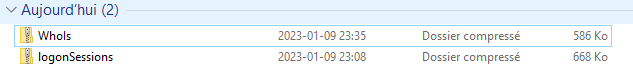 Aujourd'hui (2)
WhoIs 2023-01-09 23:35 Dossier compressé 586 Ko
logonSessions 2023-01-09 23:08 Dossier compressé 668 Ko